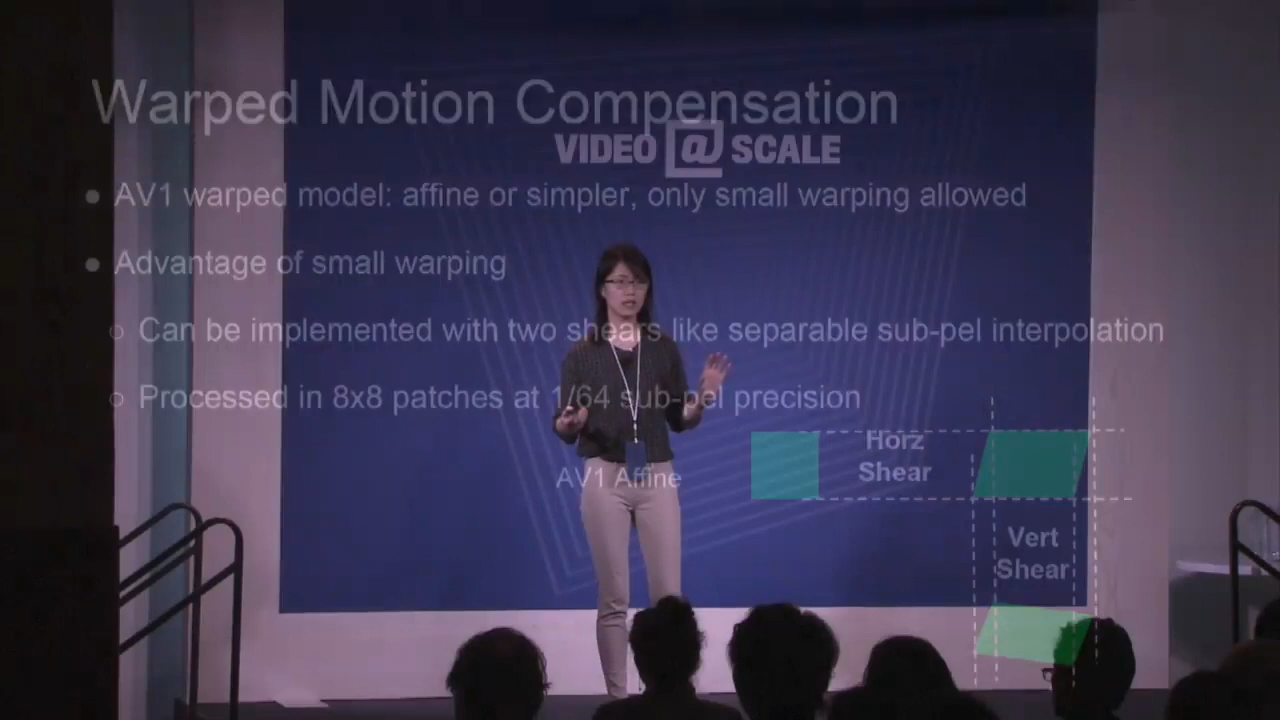 Warped Motion Compensation
VIDEO @ SCALE
● AV1 warped model: affine or simpler, only small warping allowed
● Advantage of small warping
○ Can be implemented with two shears like separable sub-pel interpolation
○ Processed in 8x8 patches at 1/64 sub-pel precision
AV1 Affine
Horz
Shear
Vert
Shear